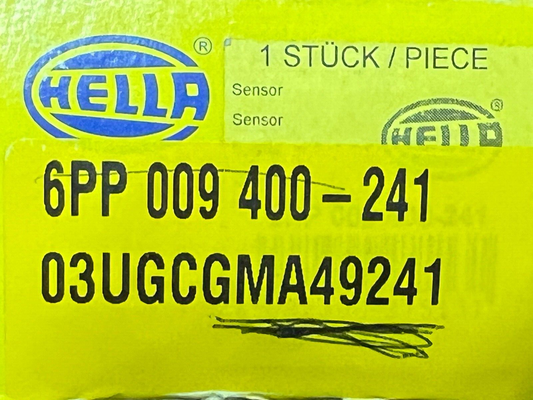 HELLA ®
1 STÜCK / PIECE
Sensor
Sensor
®
HELLA
6PP 009 400-241
03UGCGMA49241